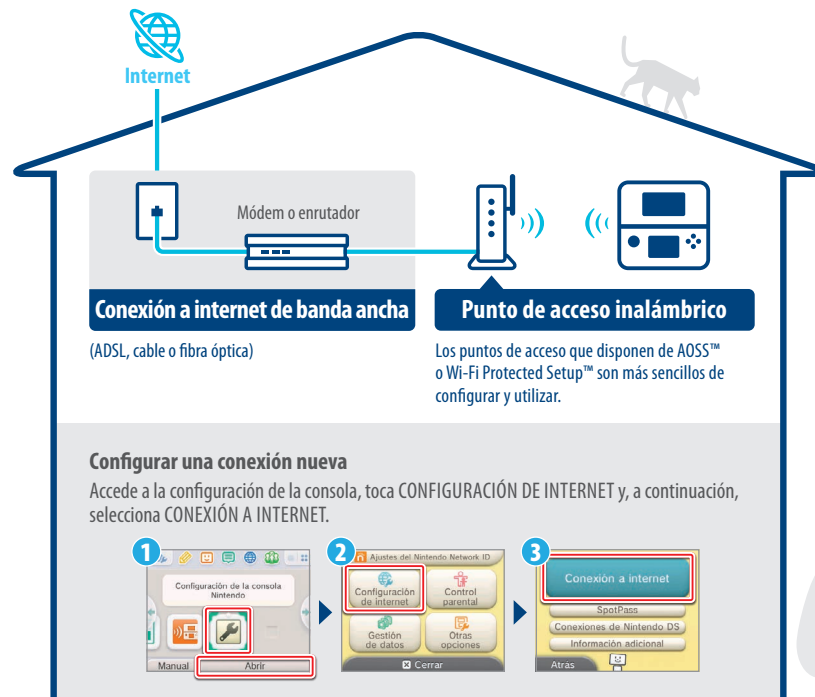 Internet
Módem o enrutador
Conexión a internet de banda ancha
(ADSL, cable o fibra óptica)
Punto de acceso inalámbrico
Los puntos de acceso que disponen de AOSS™
o Wi-Fi Protected Setup™ son más sencillos de
configurar y utilizar.
Configurar una conexión nueva
Accede a la configuración de la consola, toca CONFIGURACIÓN DE INTERNET y, a continuación,
selecciona CONEXIÓN A INTERNET.
1
Configuración de la consola
Nintendo
Manual
Abrir
2
Ajustes del Nintendo Network ID
Configuración
de internet
Control
parental
Gestión
de datos
Otras
opciones
Cerrar
3
Conexión a internet
SpotPass
Conexiones de Nintendo DS
Información adicional
Atrás